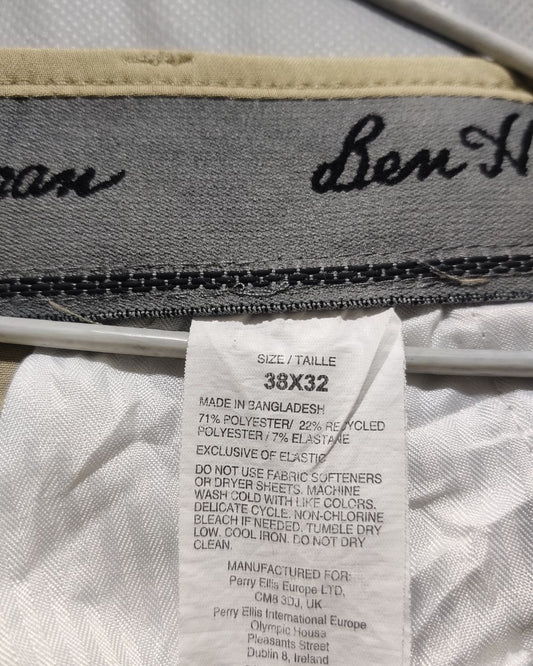 Ben H
SIZE / TAILLE
38X32
MADE IN BANGLADESH
71% POLYESTER/ 22% RECYCLED
POLYESTER / 7% ELASTANE
EXCLUSIVE OF ELASTIC
DO NOT USE FABRIC SOFTENERS
OR DRYER SHEETS. MACHINE
WASH COLD WITH LIKE COLORS.
DELICATE CYCLE. NON-CHLORINE
BLEACH IF NEEDED. TUMBLE DRY
LOW. COOL IRON. DO NOT DRY
CLEAN.
MANUFACTURED FOR:
Perry Ellis Europe LTD,
CM8 3DJ, UK
Perry Ellis International Europe
Olympic House
Pleasants Street
Dublin 8, Ireland